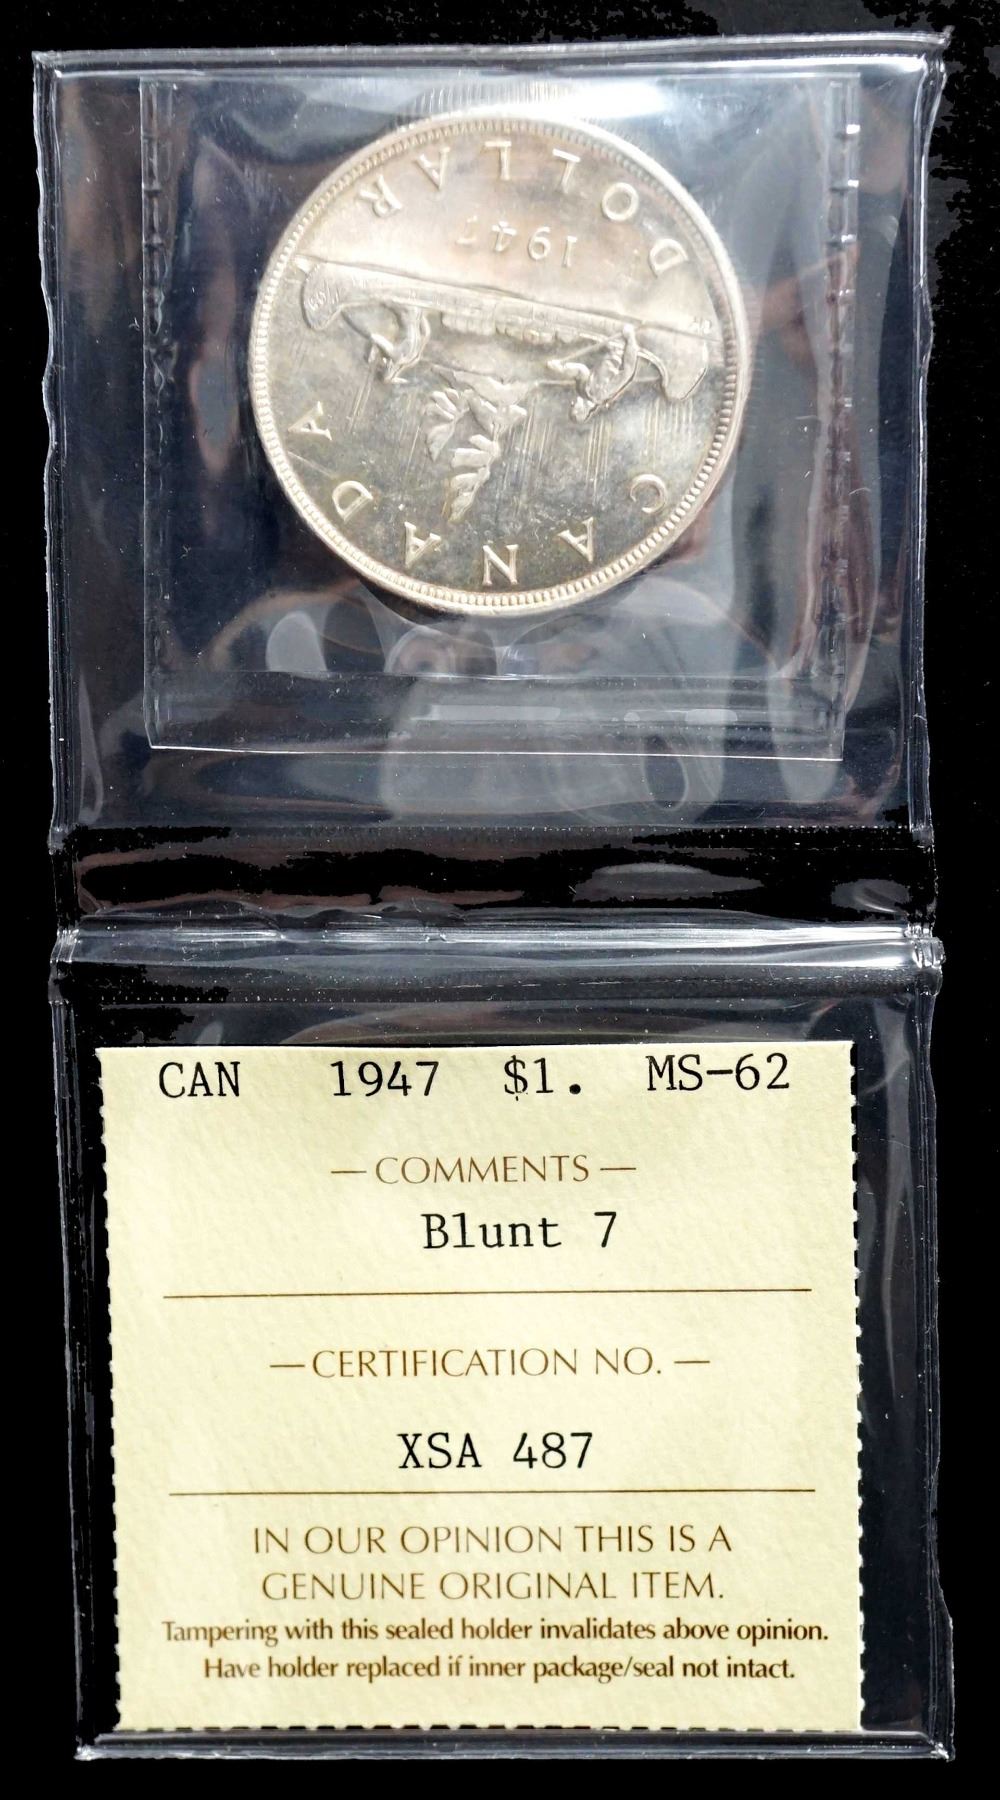 CANADA
1947
DOLLAR
CAN 1947 $1. MS-62
— COMMENTS —
Blunt 7
— CERTIFICATION NO. —
XSA 487
IN OUR OPINION THIS IS A
GENUINE ORIGINAL ITEM.
Tampering with this sealed holder invalidates above opinion.
Have holder replaced if inner package/seal not intact.